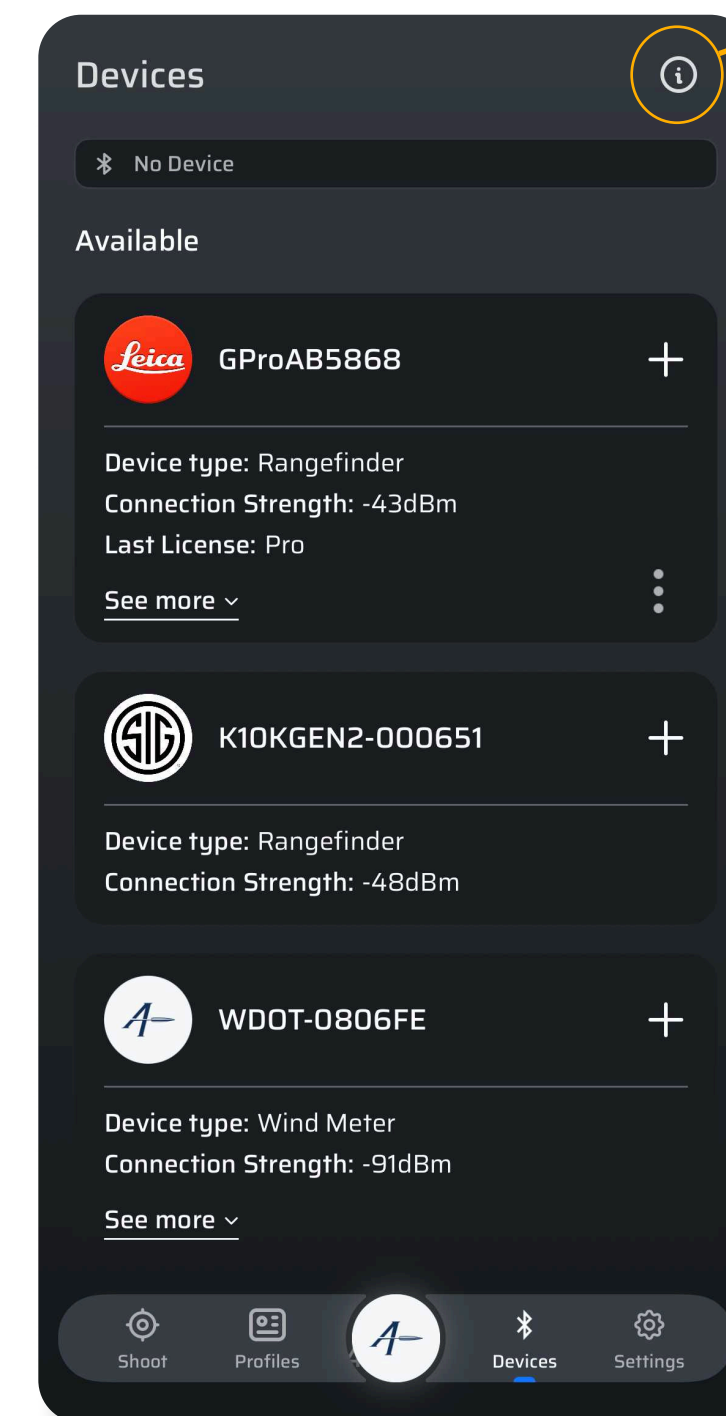 Devices
No Device
Available
Leica
GProAB5868
Device type: Rangefinder
Connection Strength: -43dBm
Last License: Pro
See more
SIG
K10KGEN2-000651
Device type: Rangefinder
Connection Strength: -48dBm
A
WDOT-0806FE
Device type: Wind Meter
Connection Strength: -91dBm
See more
Shoot
Profiles
A
Devices
Settings